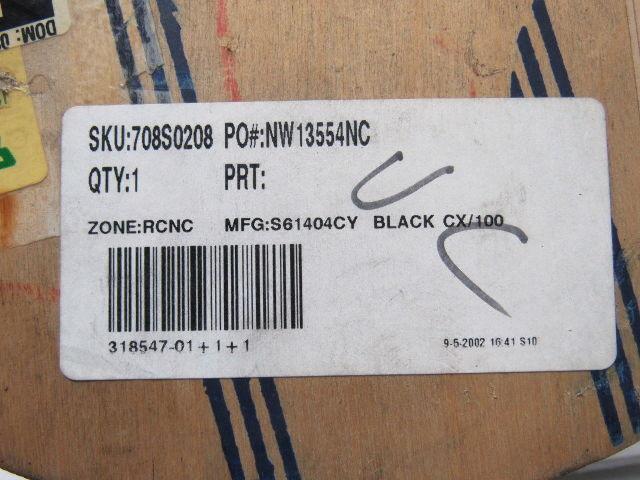 DOM: 03
SKU:708S0208 PO#:NW13554NC
QTY:1 PRT:
ZONE:RCNC MFG:S61404CY BLACK CX/100
318547-01+1+1
9-5-2002 16:41 S10